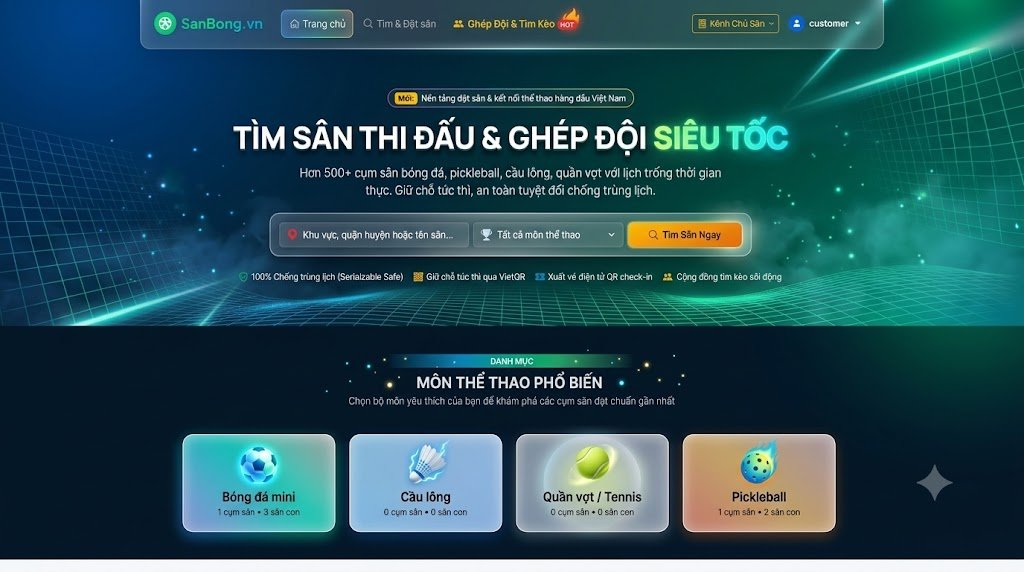 SanBong.vn
Trang chủ
Tìm & Đặt sân
Ghép Đội & Tìm Kèo
HOT
Kênh Chủ Sân
customer
Mới: Nền tảng dặt sân & kết nối thể thao hàng dầu Việt Nam
TÌM SÂN THI ĐẤU & GHÉP ĐỘI SIÊU TỐC
Hơn 500+ cụm sân bóng đá, pickleball, cầu lông, quần vợt với lịch trống thời gian
thực. Giữ chỗ tức thì, an toàn tuyệt đối chống trùng lịch.
Khu vực, quận huyện hoặc tên sân...
Tất cả môn thể thao
Tìm Sân Ngay
100% Chống trùng lịch (Serialzable Safe)
Giữ chỗ tức thì qua VietQR
Xuất vé điện tử QR check-in
Cộng đồng tìm kèo sôi động
DANH MỤC
MÔN THỂ THAO PHỔ BIẾN
Chọn bộ môn yêu thích của bạn để khám phá các cụm sân đạt chuẩn gần nhất
Bóng đá mini
1 cụm sân • 3 sân con
Cầu lông
0 cụm sân • 0 sân con
Quần vợt / Tennis
0 cụm sân • 0 sân con
Pickleball
1 cụm sân • 2 sân con